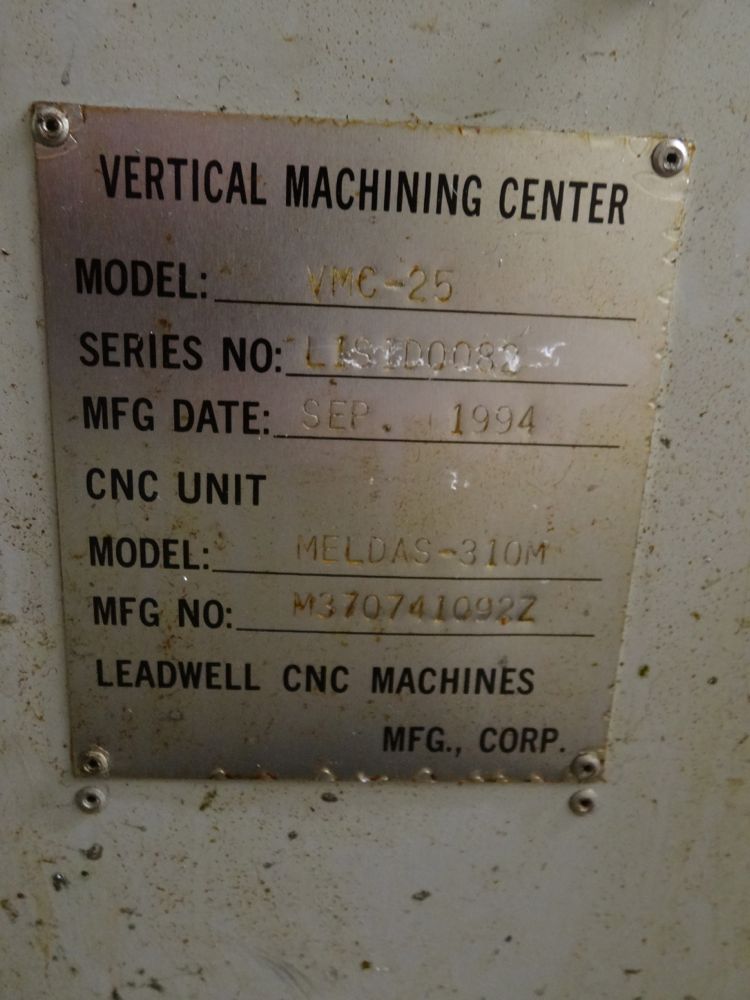 VERTICAL MACHINING CENTER
MODEL: VMC-25
SERIES NO:
MFG DATE: SEP. 1994
CNC UNIT
MODEL: MELDAS-310M
MFG NO: M370741092Z
LEADWELL CNC MACHINES
MFG., CORP.